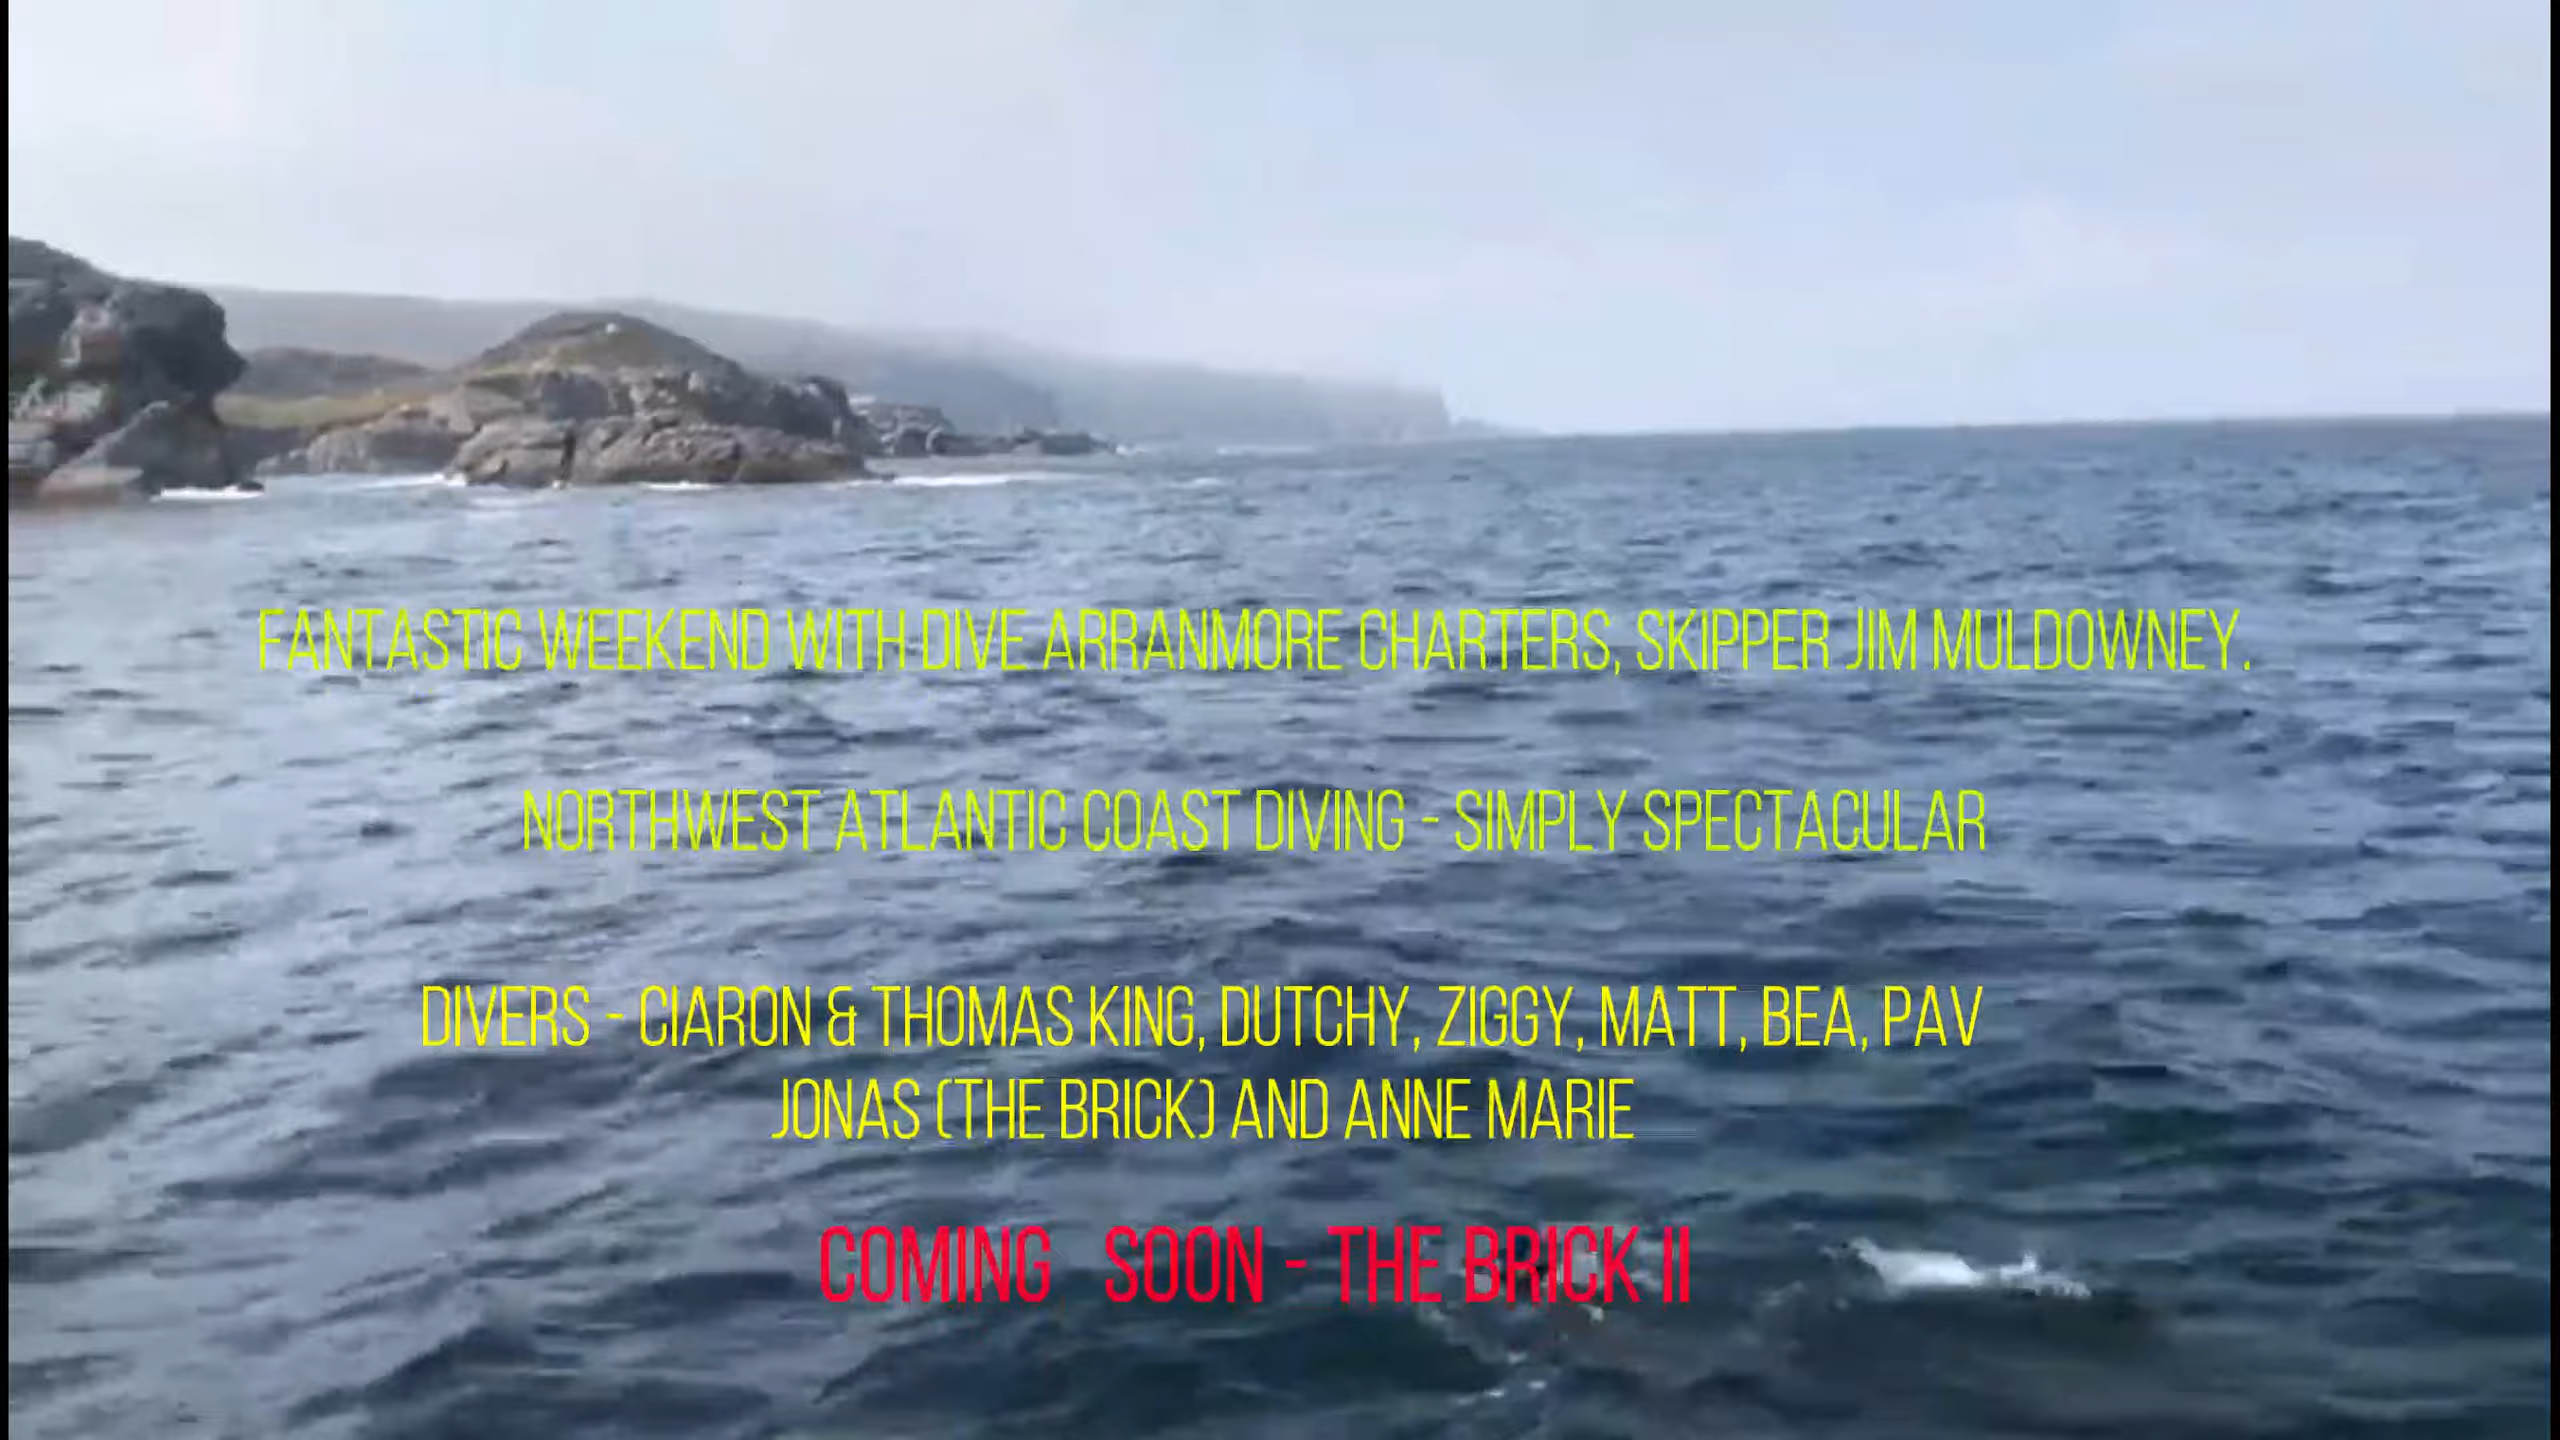 FANTASTIC WEEKEND WITH DIVE ARRANMORE CHARTERS, SKIPPER JIM MULDOWNEY.
NORTHWEST ATLANTIC COAST DIVING - SIMPLY SPECTACULAR
DIVERS - CIARON & THOMAS KING, DUTCHY, ZIGGY, MATT, BEA, PAV
JONAS (THE BRICK) AND ANNE MARIE
COMING SOON - THE BRICK II